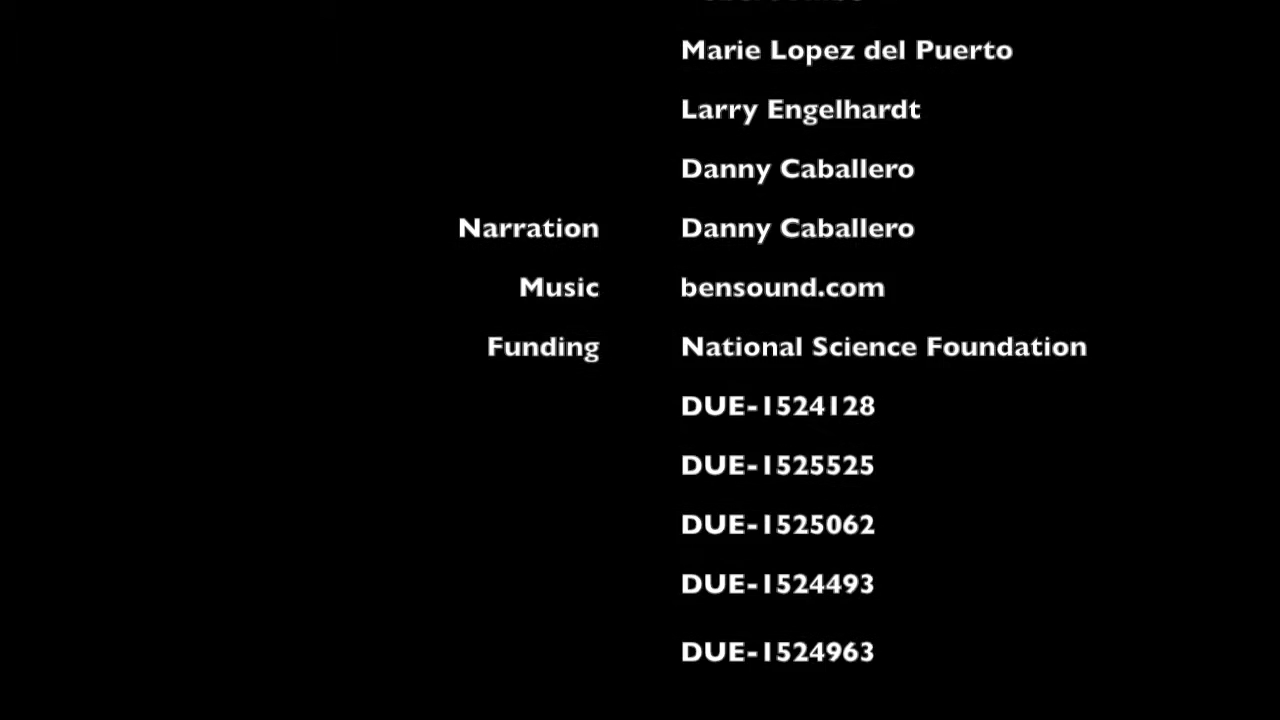 Marie Lopez del Puerto
Larry Engelhardt
Danny Caballero
Narration Danny Caballero
Music bensound.com
Funding National Science Foundation
DUE-1524128
DUE-1525525
DUE-1525062
DUE-1524493
DUE-1524963